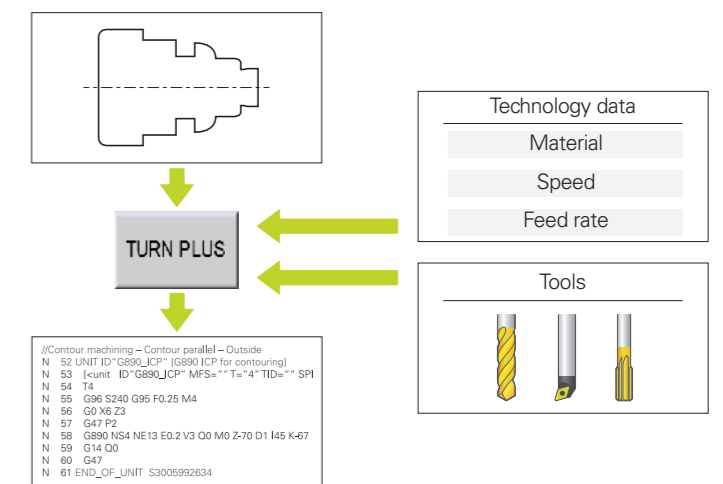 Technology data
Material
Speed
Feed rate
TURN PLUS
Tools
//Contour machining – Contour parallel – Outside
N 52 UNIT ID"G890_ICP" [G890 ICP for contouring]
N 53 [<unit ID"G890_ICP" MFS="" T="4" TID="" SPI
N 54 T4
N 55 G96 S240 G95 F0.25 M4
N 56 G0 X6 Z3
N 57 G47 P2
N 58 G890 NS4 NE13 E0.2 V3 Q0 M0 Z-70 D1 I45 K-67
N 59 G14 Q0
N 60 G47
N 61 END_OF_UNIT S3005992634